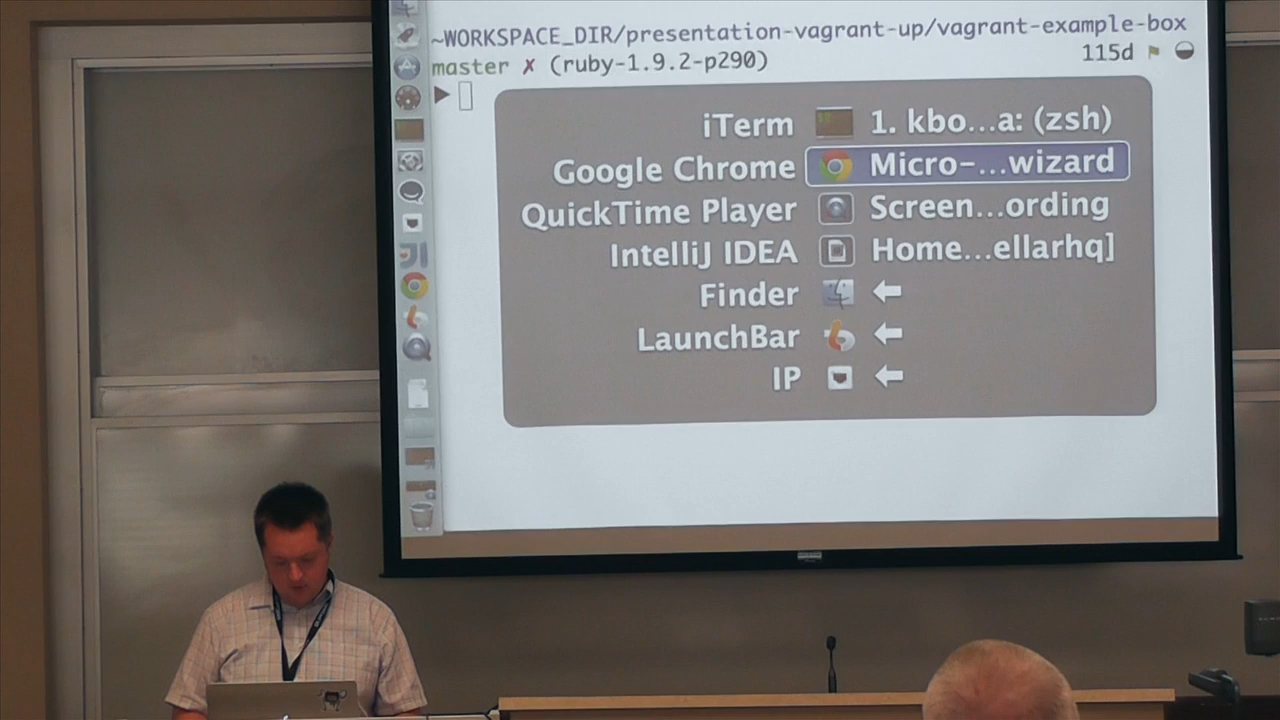 ~WORKSPACE_DIR/presentation-vagrant-up/vagrant-example-box
master ✗ (ruby-1.9.2-p290) 115d
iTerm 1. kbo...a: (zsh)
Google Chrome Micro-...wizard
QuickTime Player Screen...ording
IntelliJ IDEA Home...ellarhq]
Finder
LaunchBar
IP